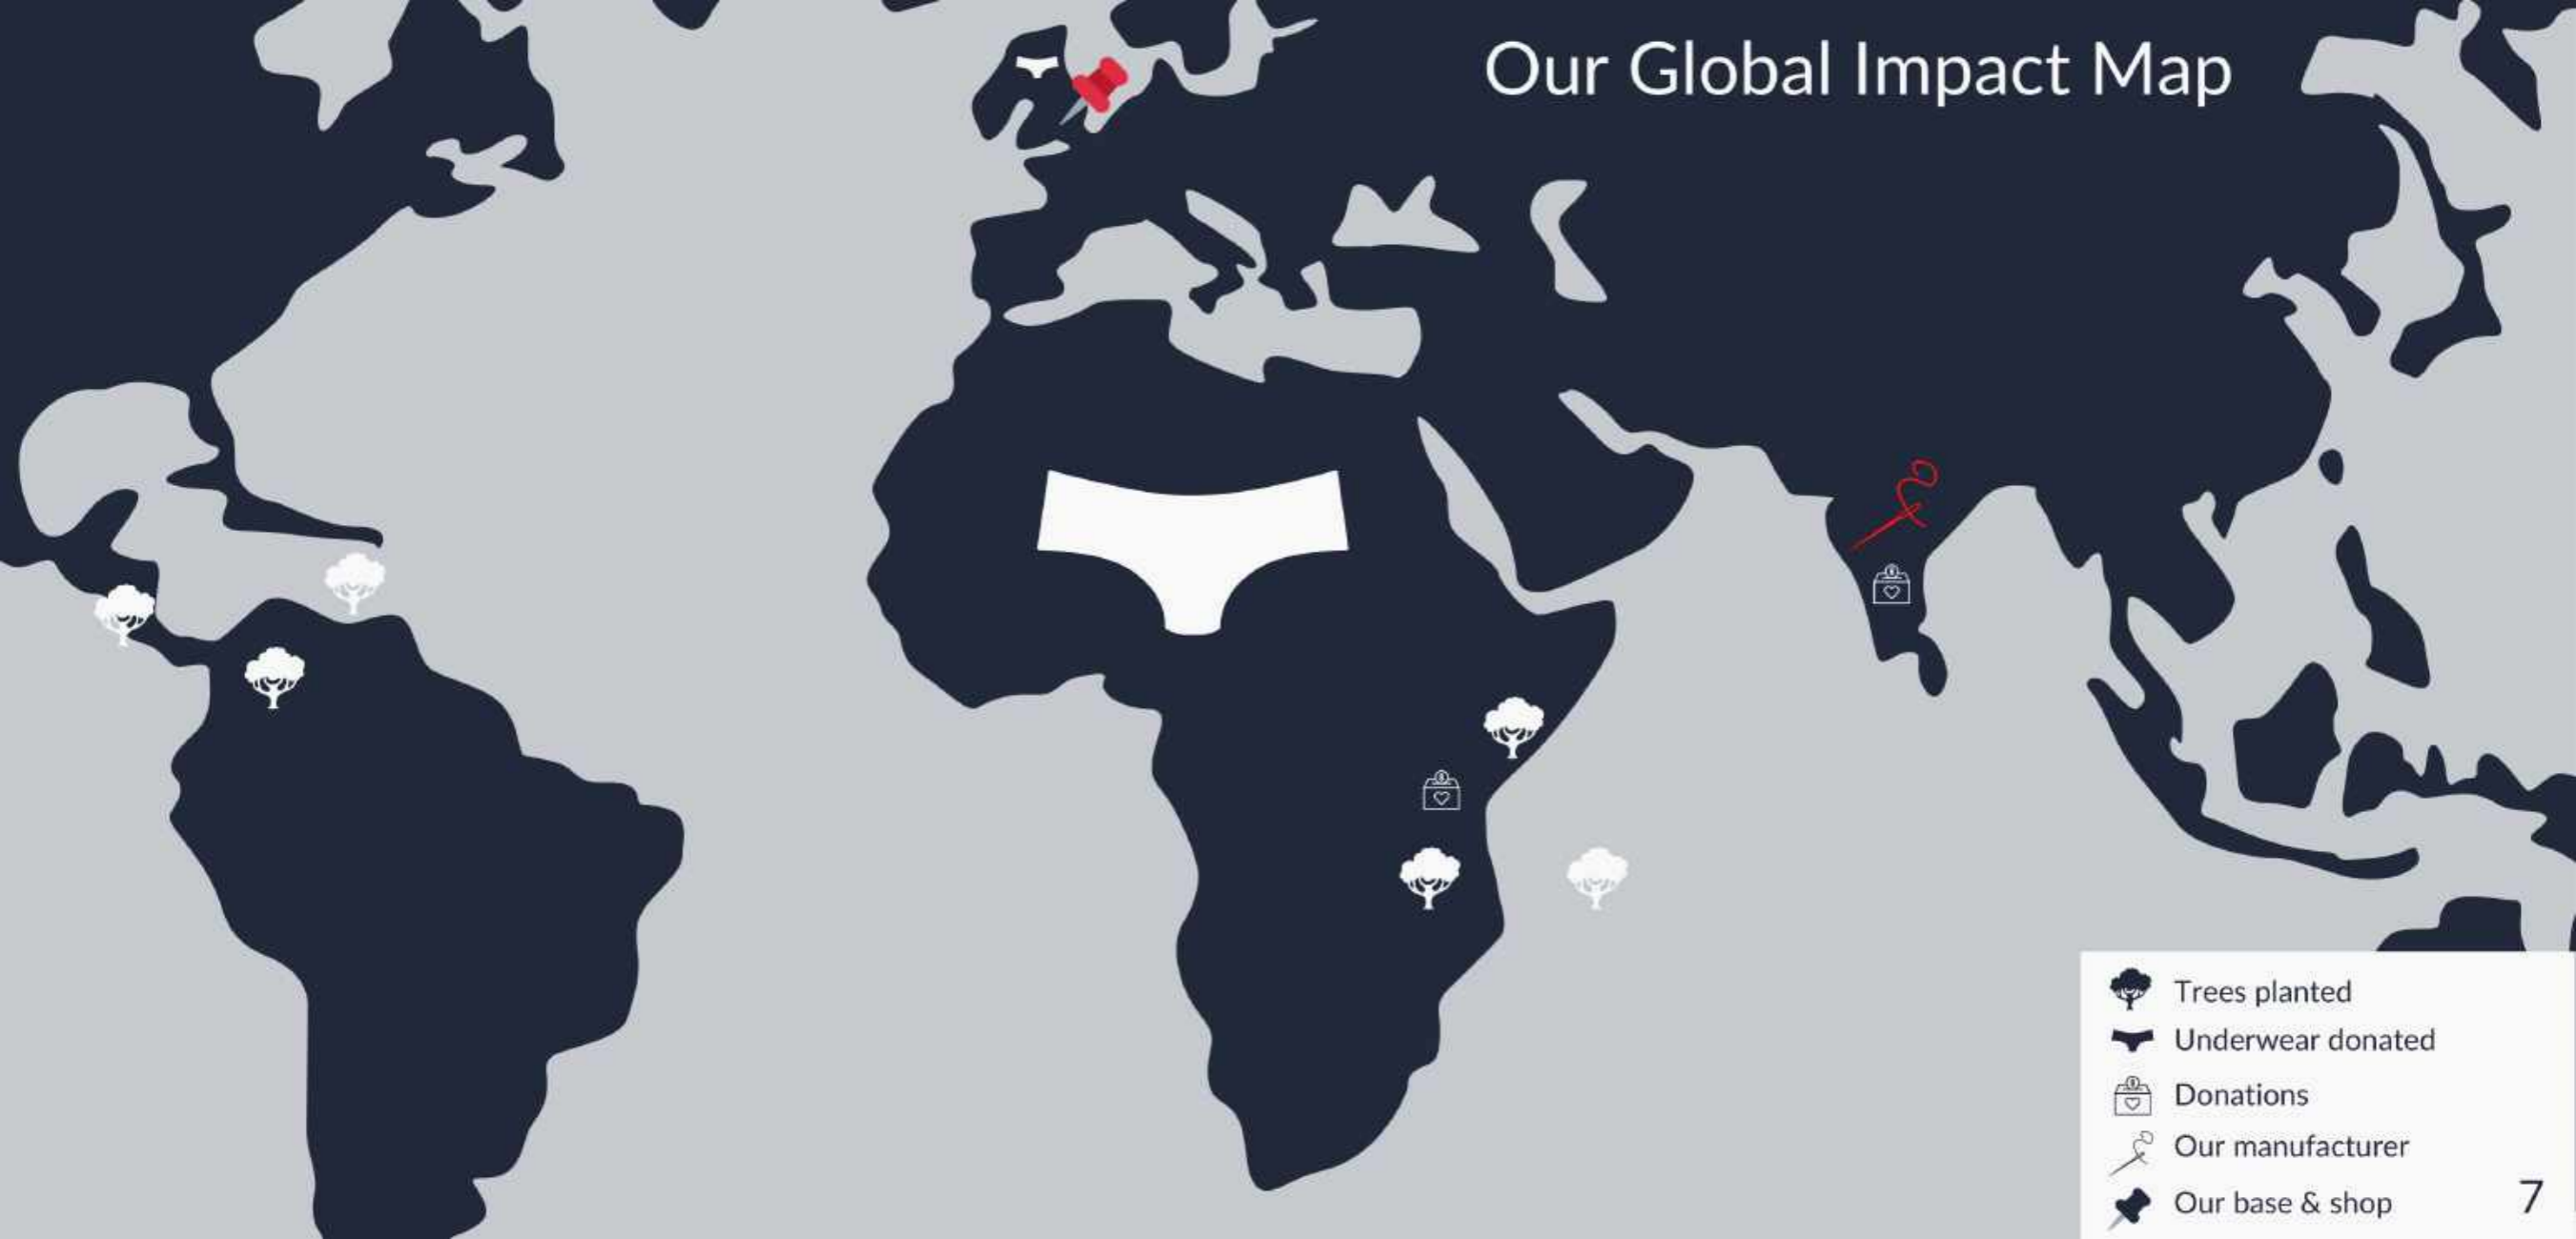 Our Global Impact Map
Trees planted
Underwear donated
Donations
Our manufacturer
Our base & shop
7